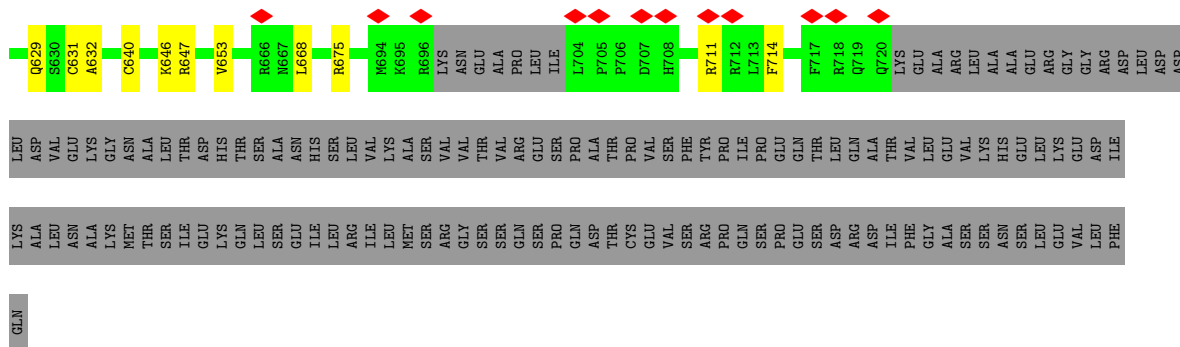 Q629 S630 C631 A632 C640 K646 R647 V653 R666 N667 L668 R675 M694 K695 R696 LYS ASN GLU ALA PRO LEU ILE L704 P705 P706 D707 H708 R711 R712 L713 F714 F717 R718 Q719 Q720 LYS GLU ALA ARG LEU ALA ALA GLU ARG GLY GLY ARG ASP LEU ASP ASP
LEU ASP VAL GLU LYS GLY ASN ALA LEU THR ASP HIS THR SER ALA ASN HIS SER LEU VAL LYS ALA SER VAL VAL THR VAL ARG GLU SER PRO ALA THR PRO VAL SER PHE TYR PRO ILE PRO GLU GLN THR LEU GLN ALA THR VAL LEU GLU VAL LYS HIS GLU LEU LYS GLU ASP ILE
LYS ALA LEU ASN ALA LYS MET THR SER ILE GLU LYS GLN LEU SER GLU ILE LEU ARG ILE LEU MET SER ARG GLY SER SER GLN SER PRO GLN ASP THR CYS GLU VAL SER ARG PRO GLN SER PRO GLU SER ASP ARG ASP ILE PHE GLY ALA SER SER ASN SER LEU GLU VAL LEU PHE
GLN